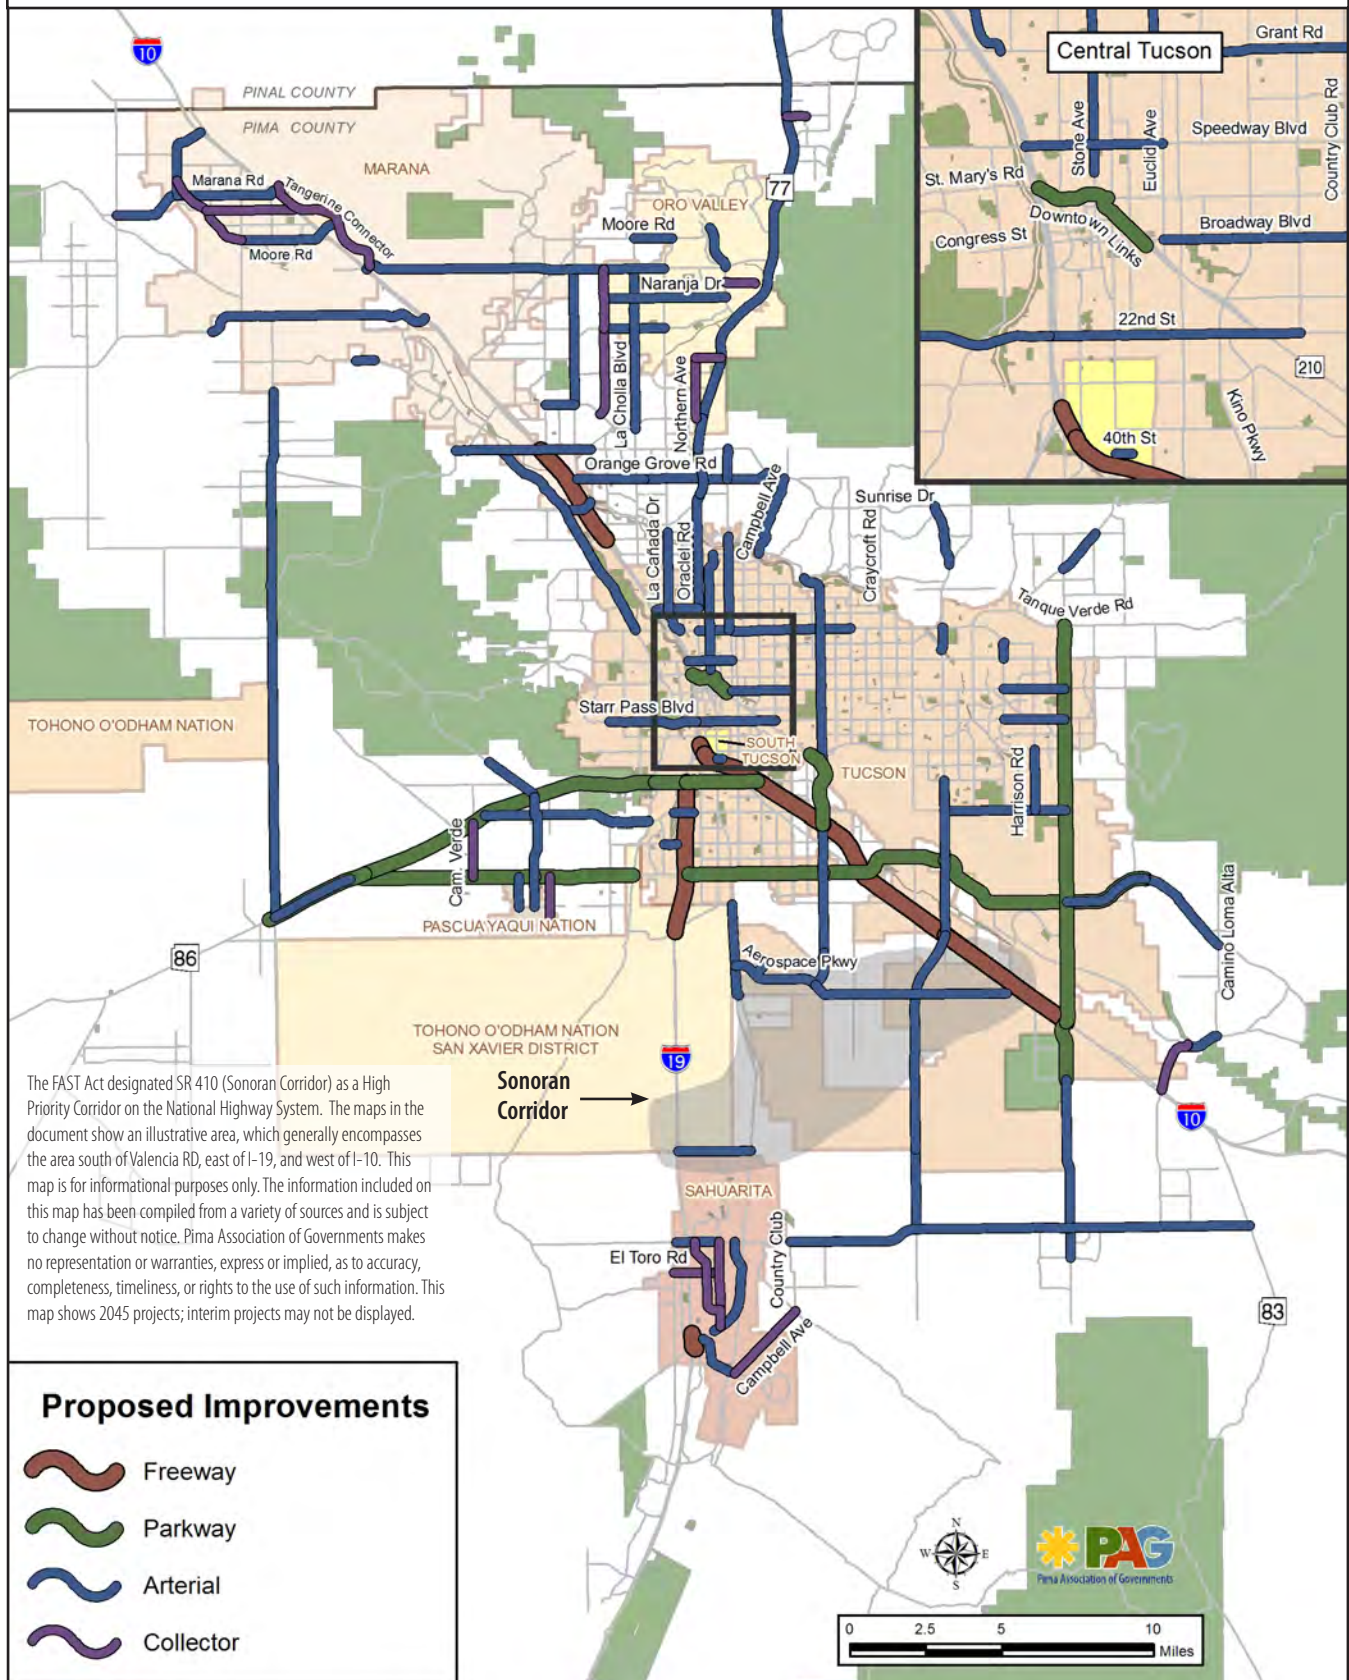 10
PINAL COUNTY
PIMA COUNTY
MARANA
Marana Rd
Tangerine Connector
Moore Rd
77
ORO VALLEY
Moore Rd
Naranja Dr
La Cholla Blvd
Northern Ave
Orange Grove Rd
La Cañada Dr
Oraclel Rd
Campbell Ave
Sunrise Dr
Craycroft Rd
Tanque Verde Rd
Central Tucson
Grant Rd
Stone Ave
Euclid Ave
Speedway Blvd
Country Club Rd
St. Mary's Rd
Downtown Links
Congress St
Broadway Blvd
22nd St
210
Kino Pkwy
40th St
TOHONO O'ODHAM NATION
Starr Pass Blvd
SOUTH
TUCSON
TUCSON
Harrison Rd
Cam. Verde
PASCUA YAQUI NATION
86
Aerospace Pkwy
Camino Loma Alta
TOHONO O'ODHAM NATION
SAN XAVIER DISTRICT
19
Sonoran
Corridor
10
The FAST Act designated SR 410 (Sonoran Corridor) as a High
Priority Corridor on the National Highway System. The maps in the
document show an illustrative area, which generally encompasses
the area south of Valencia RD, east of I-19, and west of I-10. This
map is for informational purposes only. The information included on
this map has been compiled from a variety of sources and is subject
to change without notice. Pima Association of Governments makes
no representation or warranties, express or implied, as to accuracy,
completeness, timeliness, or rights to the use of such information. This
map shows 2045 projects; interim projects may not be displayed.
SAHUARITA
El Toro Rd
Country Club
Campbell Ave
83
Proposed Improvements
Freeway
Parkway
Arterial
Collector
N
W
E
S
PAG
Pima Association of Governments
0 2.5 5 10
Miles